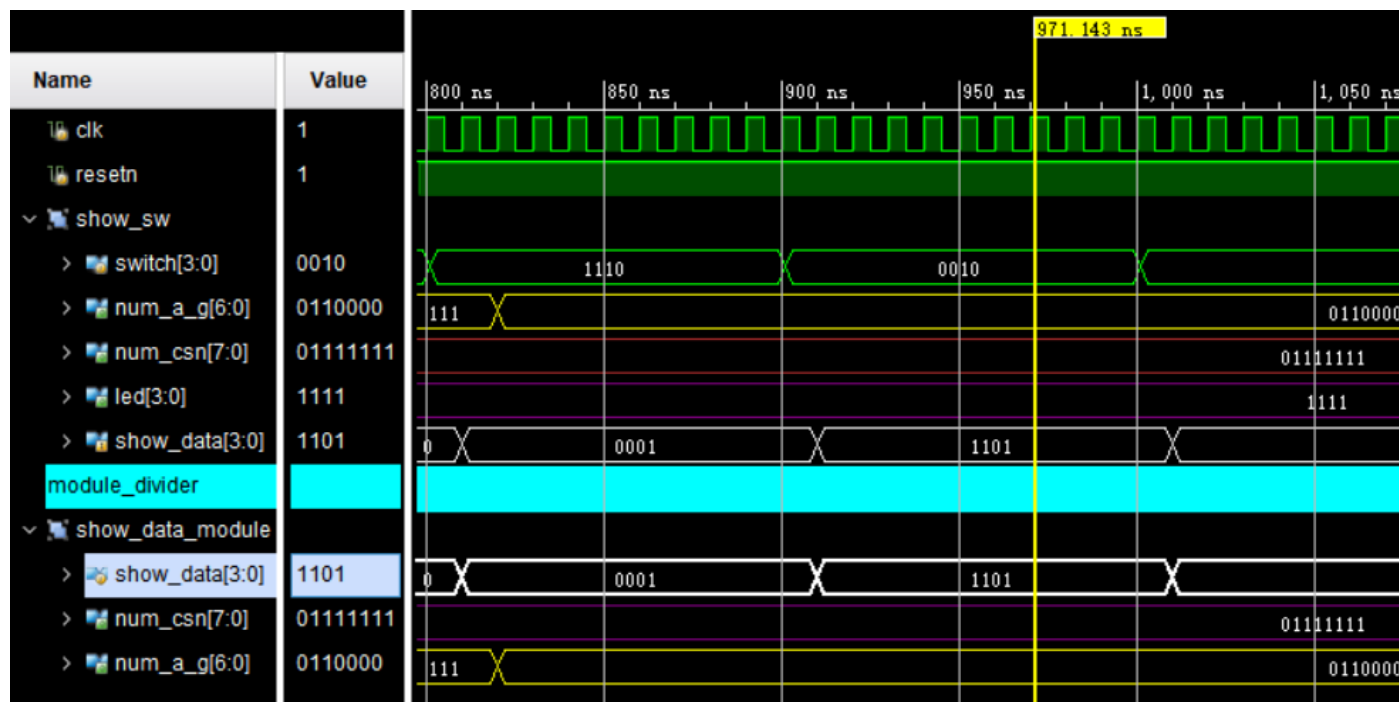 971.143 ns
Name Value 800 ns 850 ns 900 ns 950 ns 1,000 ns 1,050 ns
clk 1
resetn 1
show_sw
switch[3:0] 0010 1110 0010
num_a_g[6:0] 0110000 111 0110000
num_csn[7:0] 01111111 01111111
led[3:0] 1111 1111
show_data[3:0] 1101 0 0001 1101
module_divider
show_data_module
show_data[3:0] 1101 0 0001 1101
num_csn[7:0] 01111111 01111111
num_a_g[6:0] 0110000 111 0110000